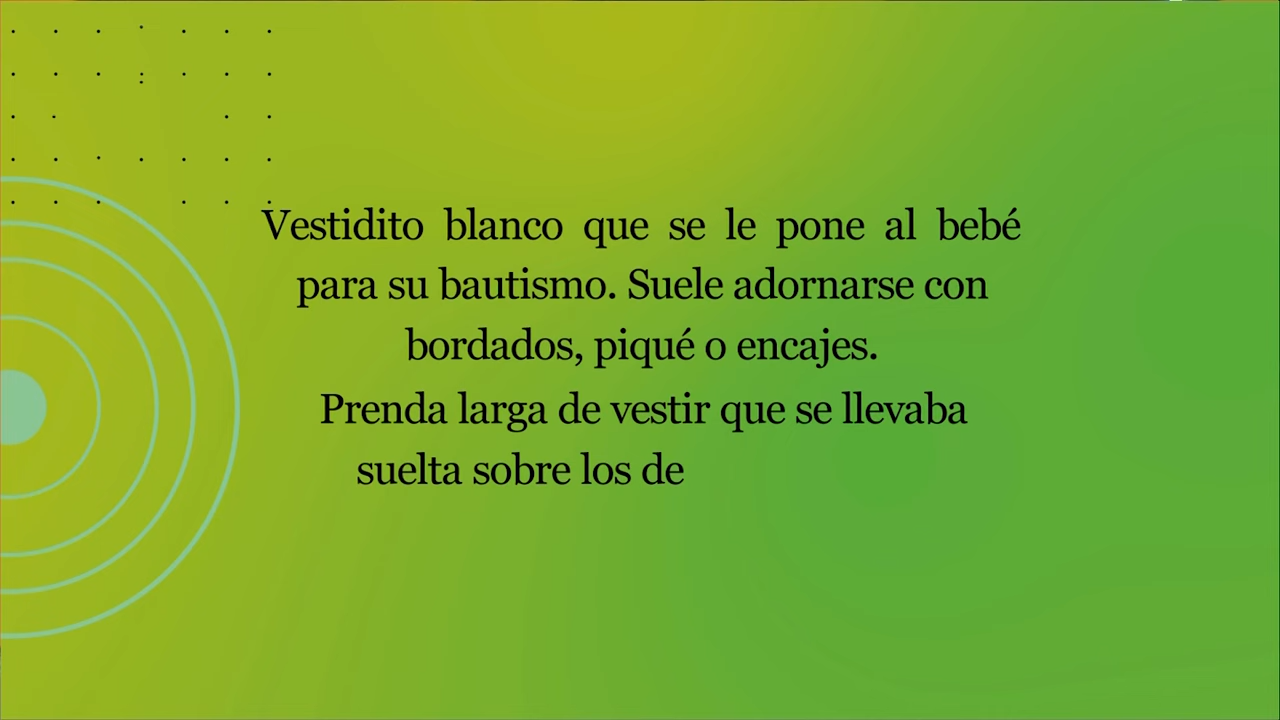 Vestidito blanco que se le pone al bebé
para su bautismo. Suele adornarse con
bordados, piqué o encajes.
Prenda larga de vestir que se llevaba
suelta sobre los de